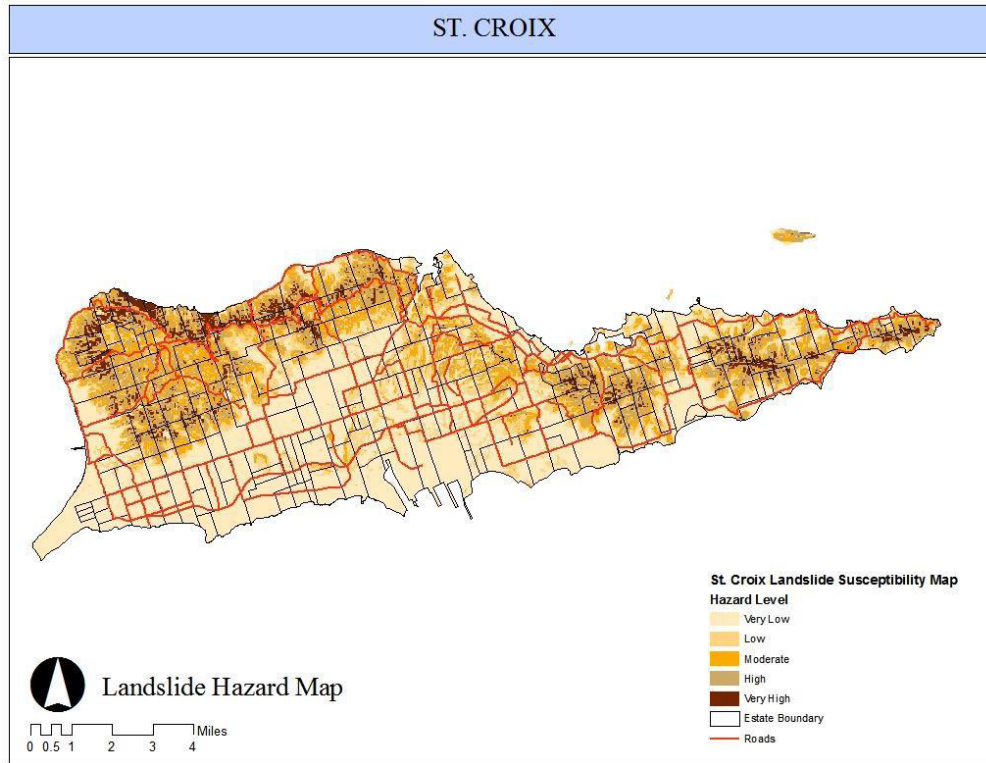 ST. CROIX
St. Croix Landslide Susceptibility Map
Hazard Level
Very Low
Low
Moderate
High
Very High
Estate Boundary
Roads
Landslide Hazard Map
Miles
0 0.5 1 2 3 4